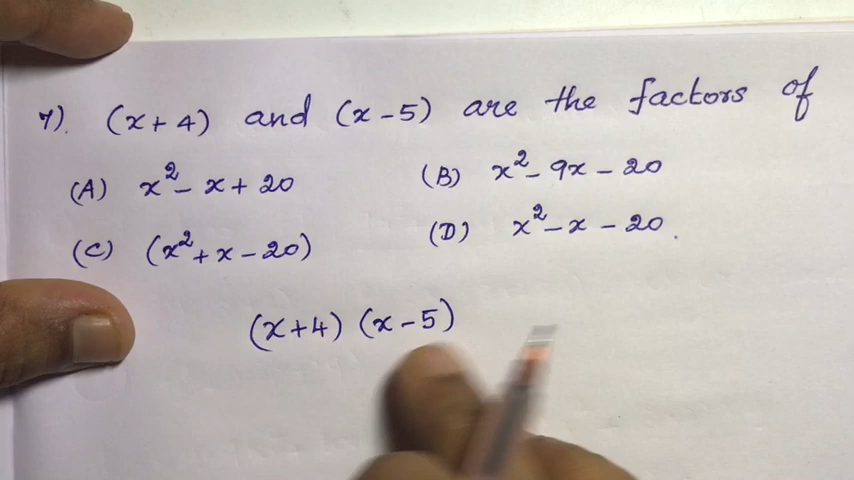 7). (x+4) and (x-5) are the factors of
(A) x²- x + 20 (B) x²- 9x - 20
(C) (x²+x-20) (D) x²-x-20.
(x+4) (x-5)